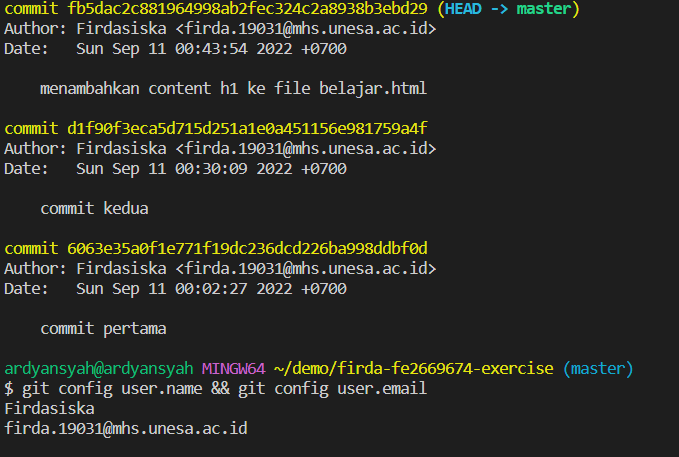 commit fb5dac2c881964998ab2fec324c2a8938b3ebd29 (HEAD -> master)
Author: Firdasiska <firda.19031@mhs.unesa.ac.id>
Date:   Sun Sep 11 00:43:54 2022 +0700
menambahkan content h1 ke file belajar.html
commit d1f90f3eca5d715d251a1e0a451156e981759a4f
Author: Firdasiska <firda.19031@mhs.unesa.ac.id>
Date:   Sun Sep 11 00:30:09 2022 +0700
commit kedua
commit 6063e35a0f1e771f19dc236dcd226ba998ddbf0d
Author: Firdasiska <firda.19031@mhs.unesa.ac.id>
Date:   Sun Sep 11 00:02:27 2022 +0700
commit pertama
ardyansyah@ardyansyah MINGW64 ~/demo/firda-fe2669674-exercise (master)
$ git config user.name && git config user.email
Firdasiska
firda.19031@mhs.unesa.ac.id